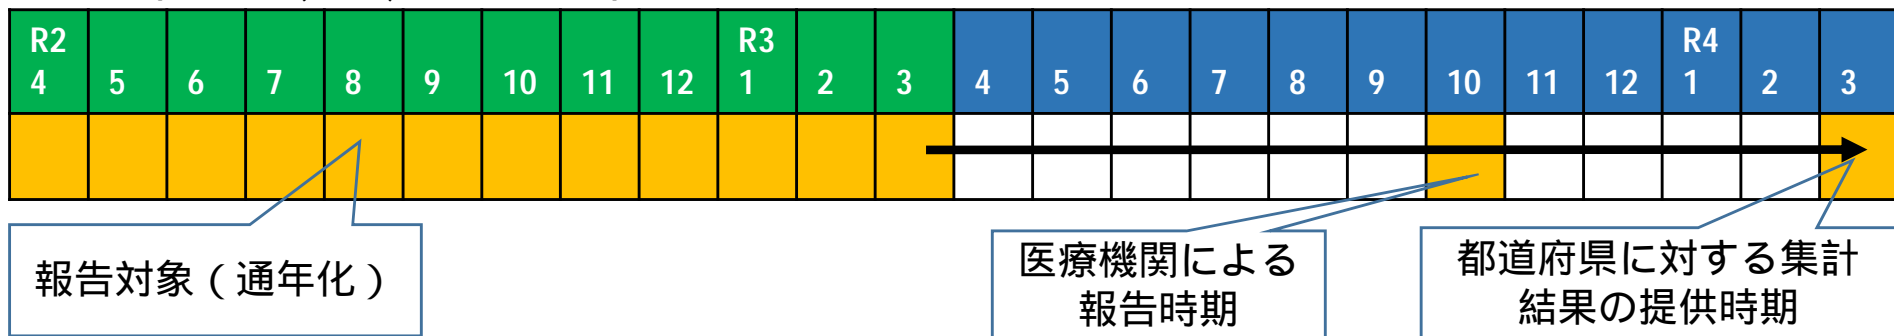 R2 R3 R4
4 5 6 7 8 9 10 11 12 1 2 3 4 5 6 7 8 9 10 11 12 1 2 3
報告対象（通年化）
医療機関による
報告時期
都道府県に対する集計
結果の提供時期